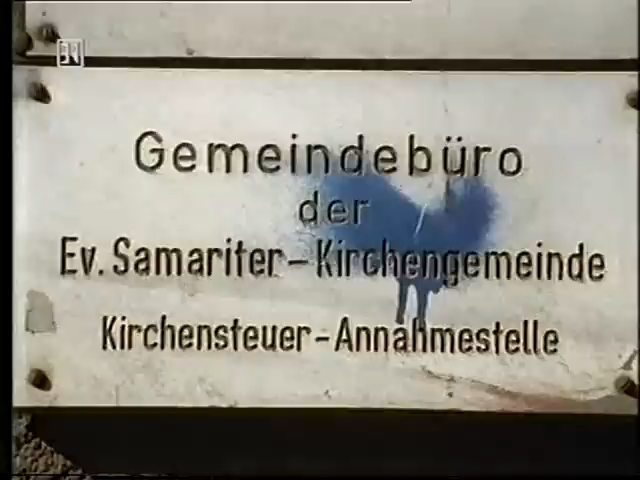 Gemeindebüro
der
Ev. Samariter-Kirchengemeinde
Kirchensteuer-Annahmestelle